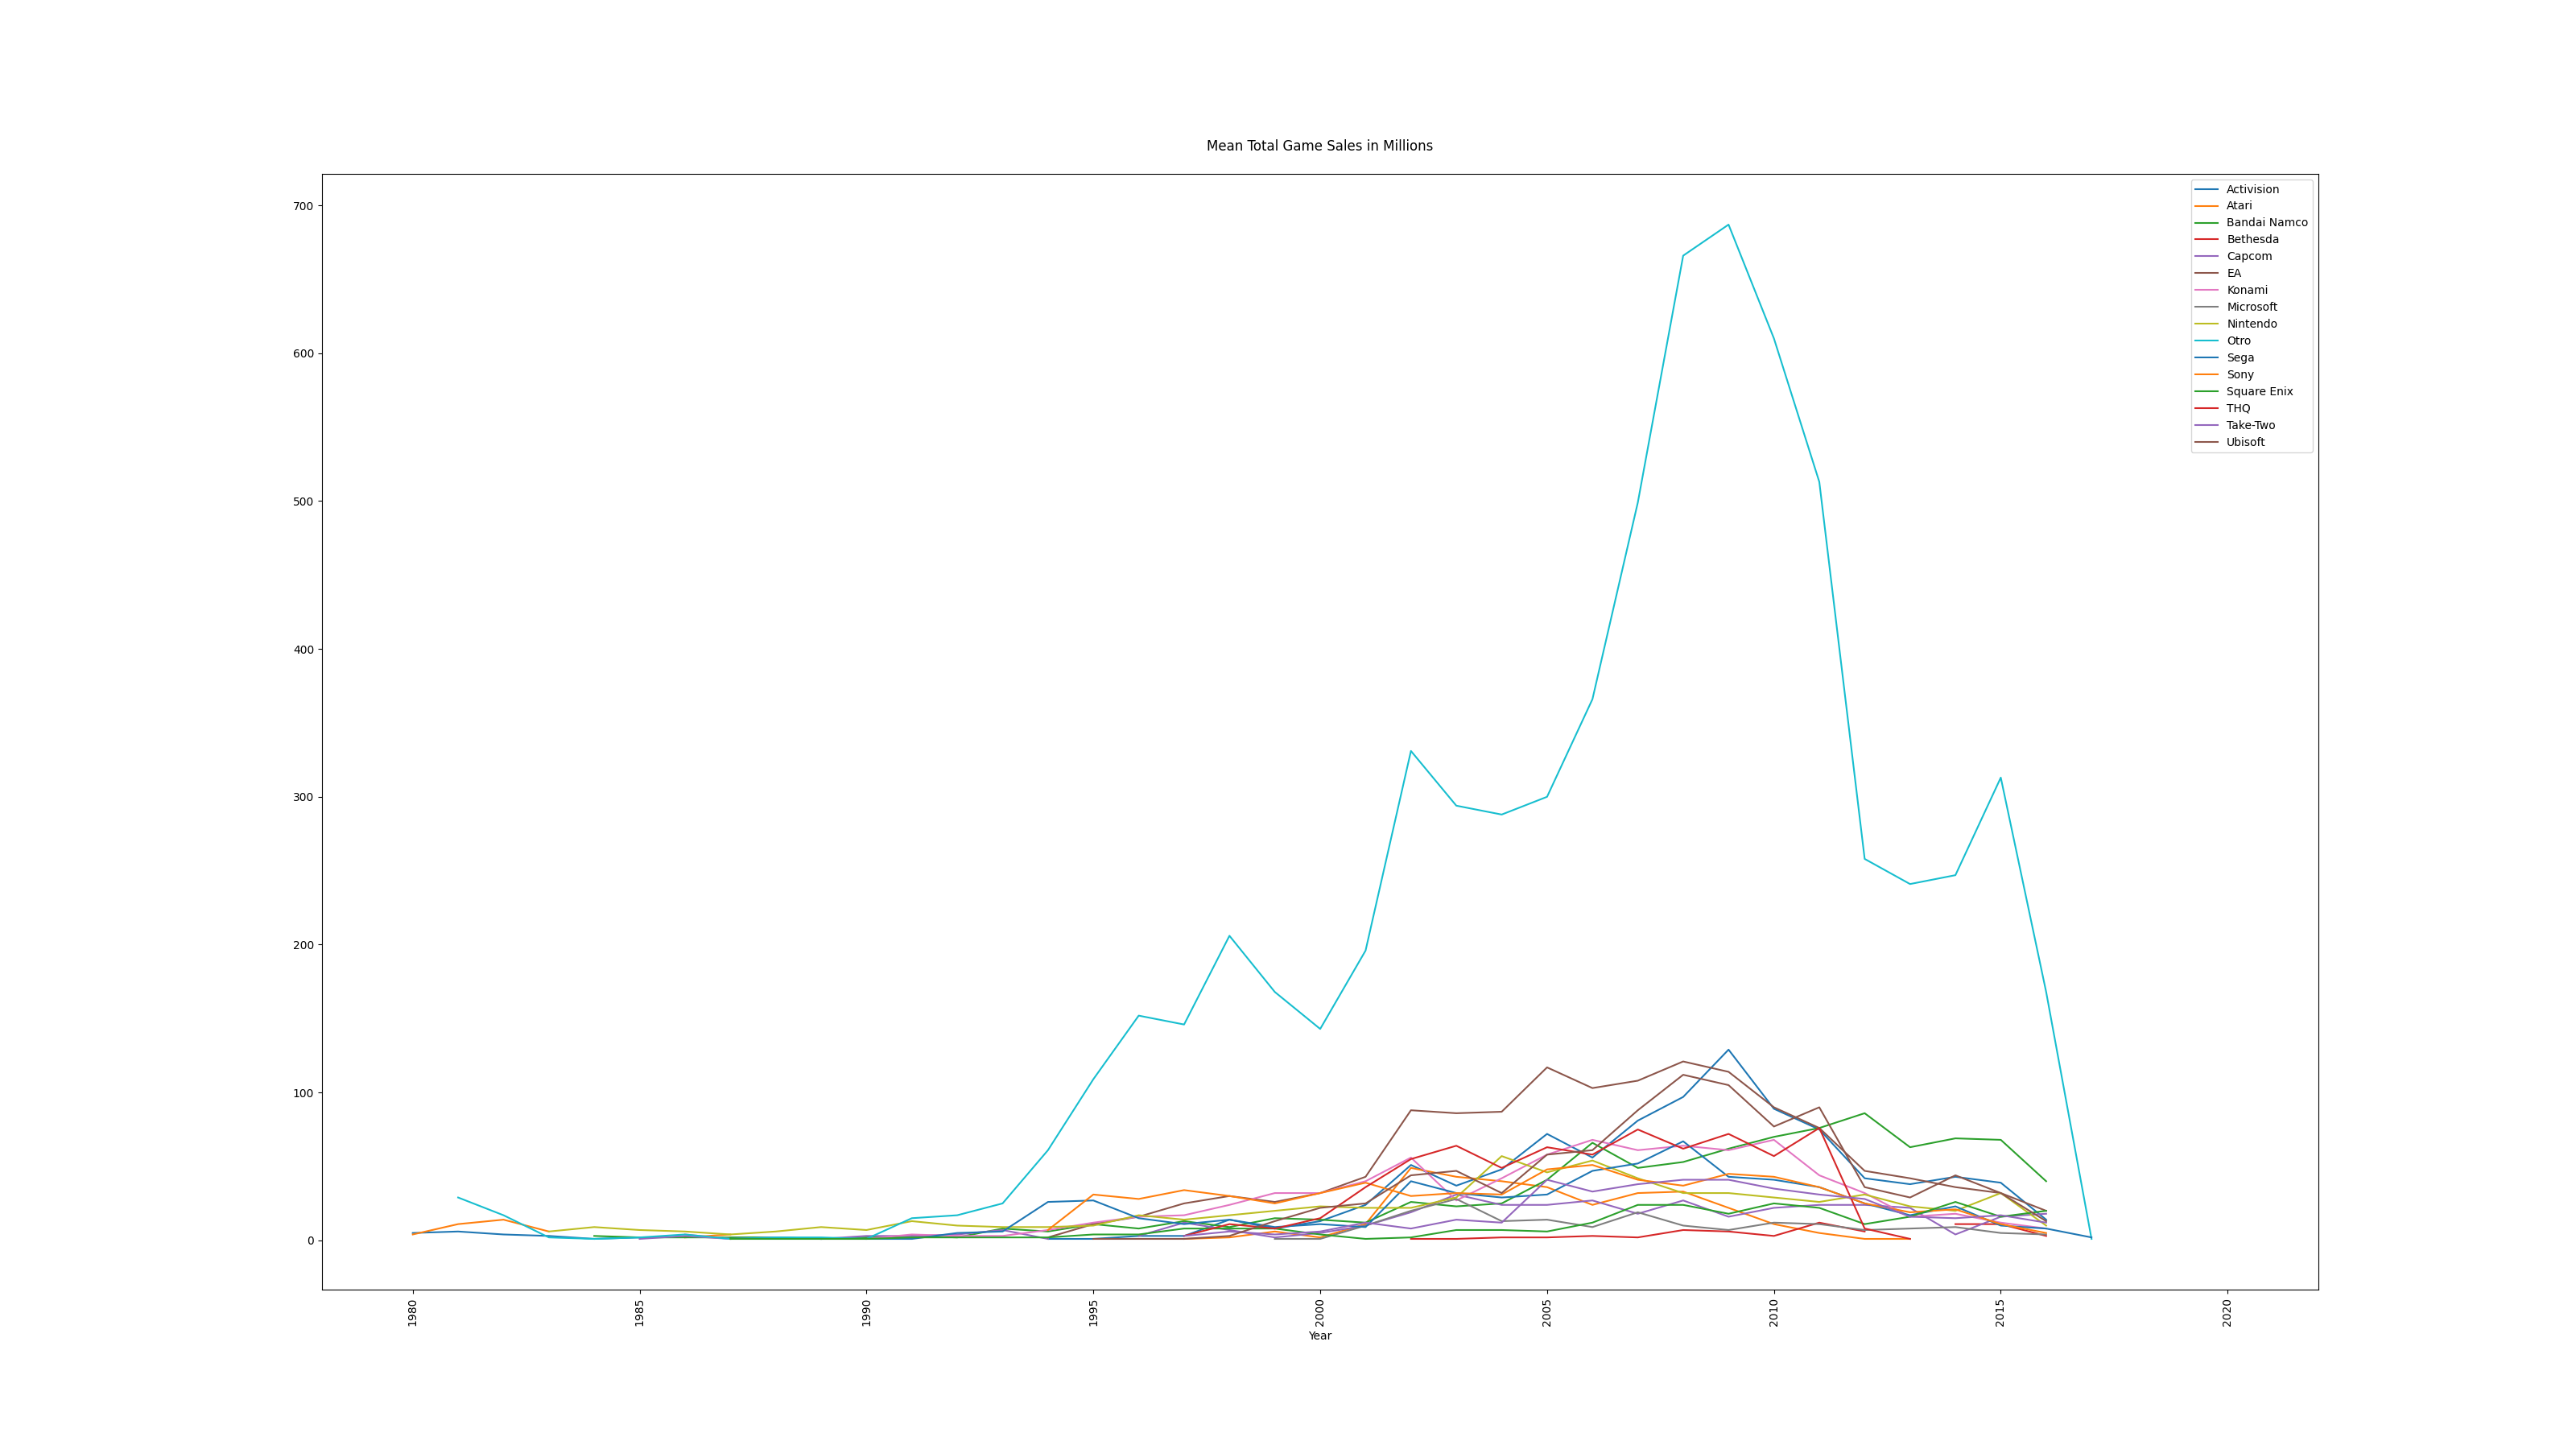 Mean Total Game Sales in Millions
700
600
500
400
300
200
100
0
Activision
Atari
Bandai Namco
Bethesda
Capcom
EA
Konami
Microsoft
Nintendo
Otro
Sega
Sony
Square Enix
THQ
Take-Two
Ubisoft
1980 1985 1990 1995 2000 2005 2010 2015 2020
Year